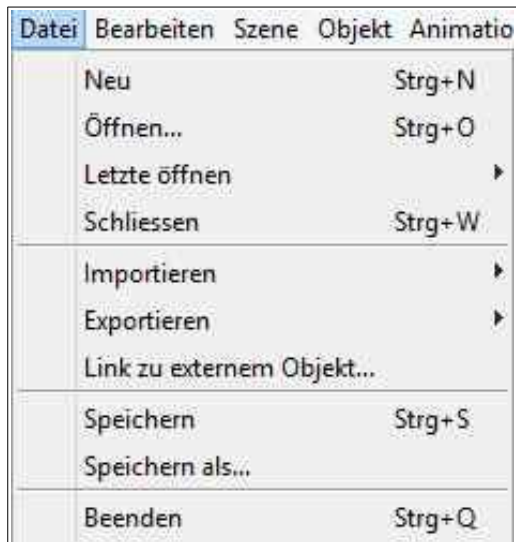 Datei Bearbeiten Szene Objekt Animatio
Neu Strg+N
Öffnen... Strg+O
Letzte öffnen
Schliessen Strg+W
Importieren
Exportieren
Link zu externem Objekt...
Speichern Strg+S
Speichern als...
Beenden Strg+Q